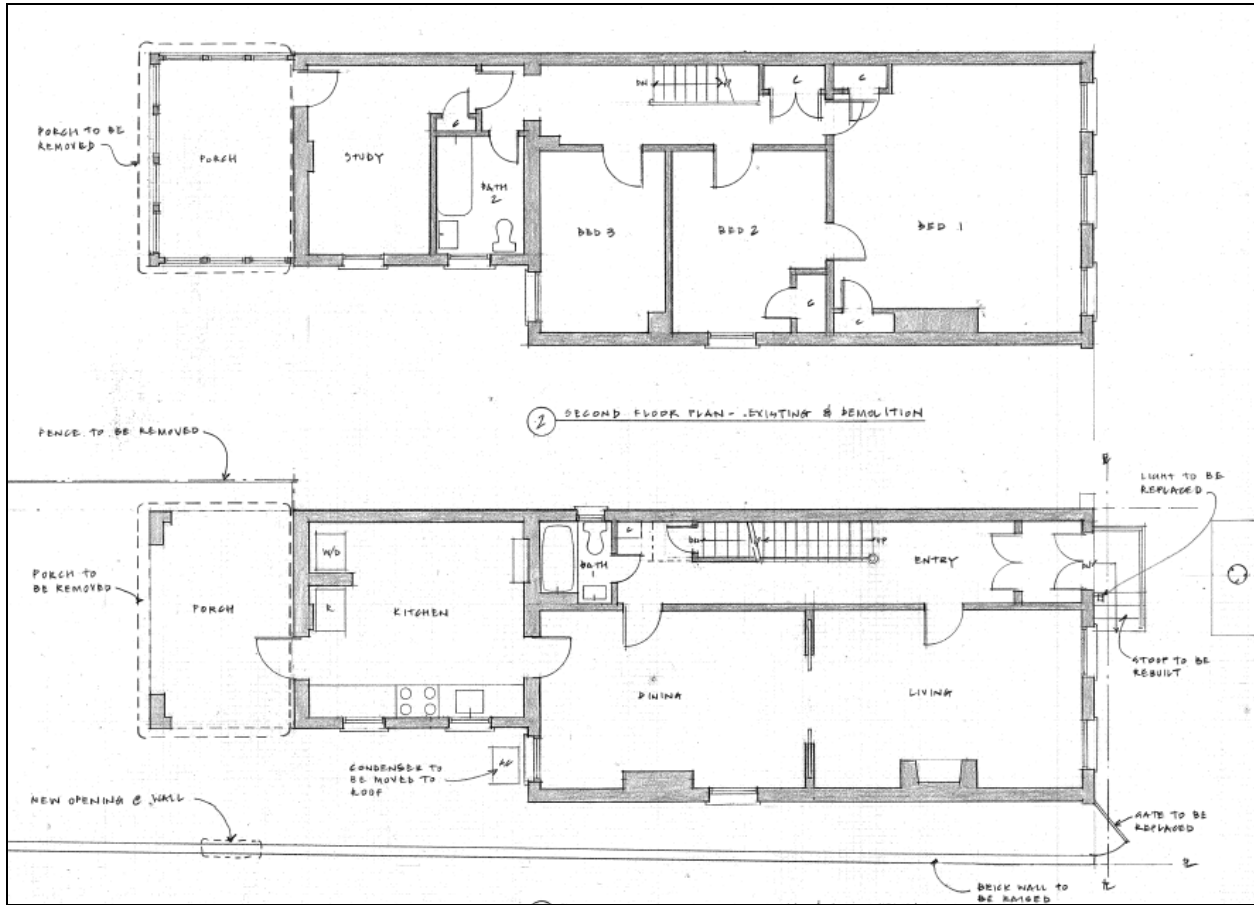 PORCH TO BE
REMOVED
PORCH
STUDY
C
BATH
2
BED 3
BED 2
C
DN
C
C
BED 1
C
2
SECOND FLOOR PLAN - EXISTING & DEMOLITION
FENCE TO BE REMOVED
LIGHT TO BE
REPLACED
PORCH TO
BE REMOVED
PORCH
W/D
R
KITCHEN
BATH
1
C
DN
UP
ENTRY
DINING
LIVING
STOOP TO BE
REBUILT
CONDENSER TO
BE MOVED TO
ROOF
NEW OPENING @ WALL
GATE TO BE
REPLACED
BRICK WALL TO
BE RAISED